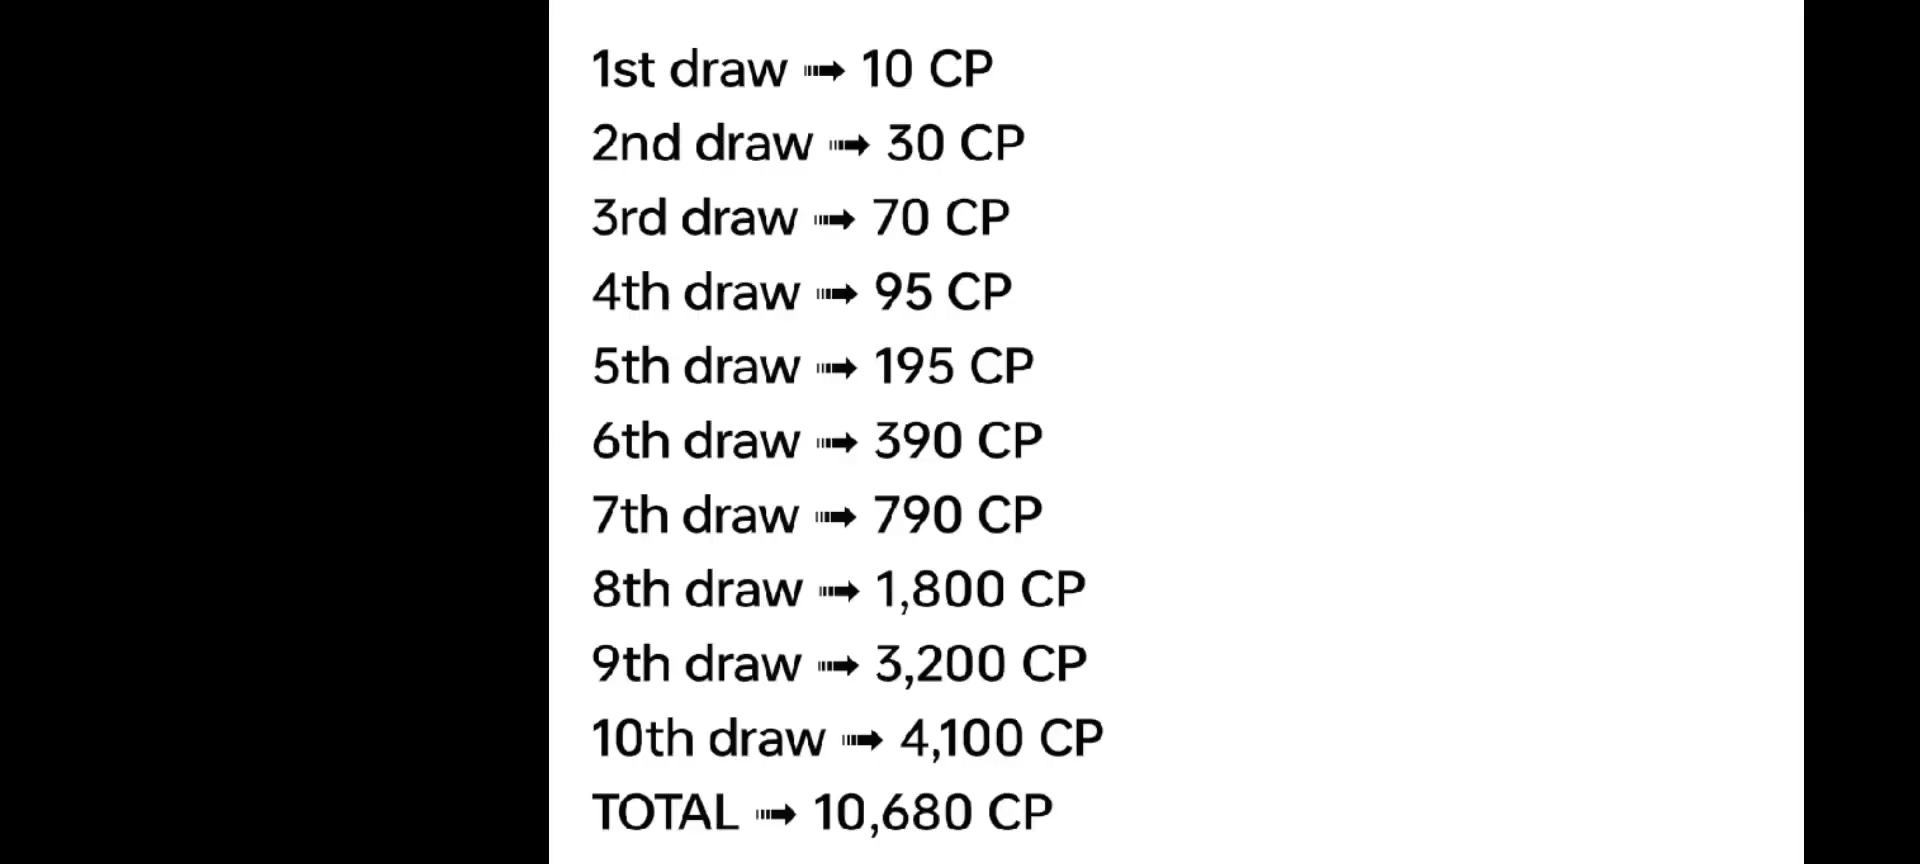 1st draw ➟ 10 CP
2nd draw ➟ 30 CP
3rd draw ➟ 70 CP
4th draw ➟ 95 CP
5th draw ➟ 195 CP
6th draw ➟ 390 CP
7th draw ➟ 790 CP
8th draw ➟ 1,800 CP
9th draw ➟ 3,200 CP
10th draw ➟ 4,100 CP
TOTAL ➟ 10,680 CP